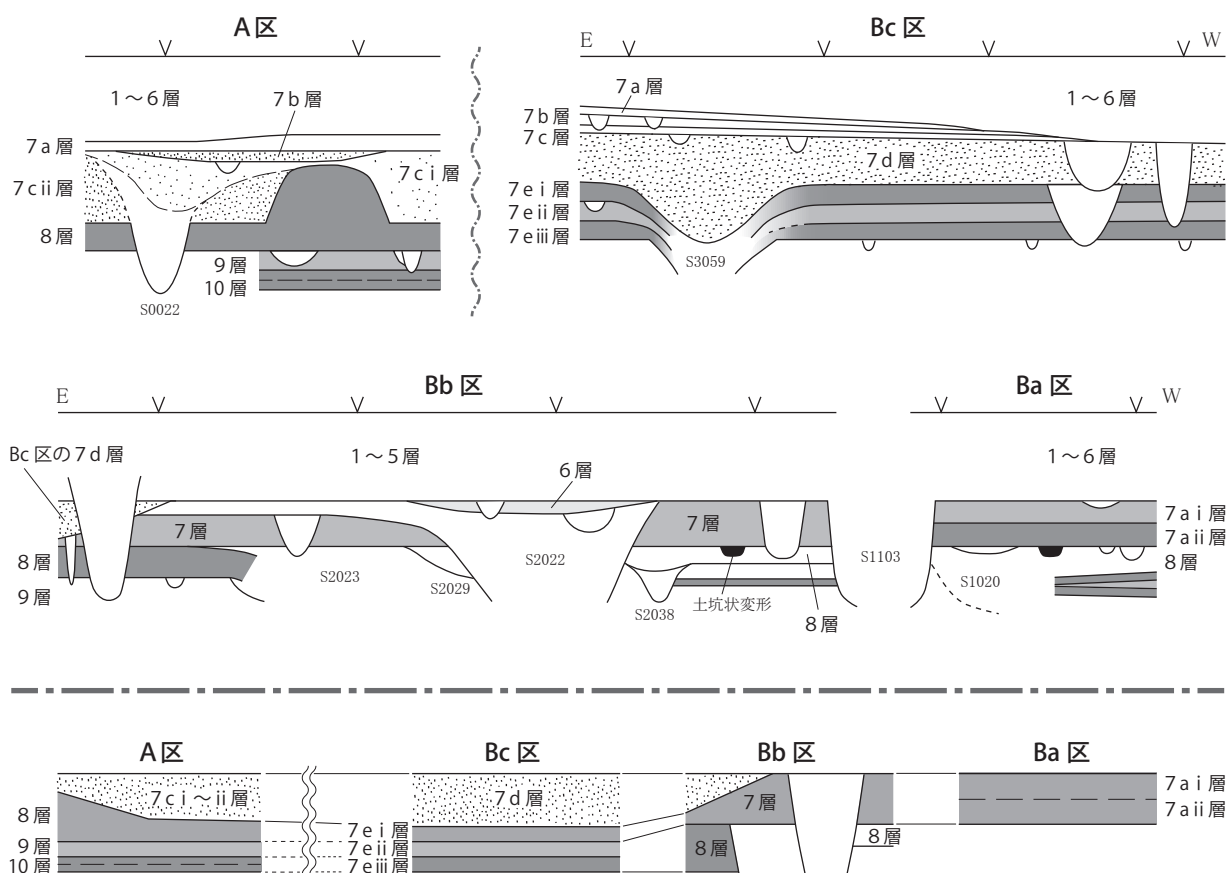 A区
1～6層
7b層
7a層
7cⅱ層
7cⅰ層
8層
9層
10層
S0022
E
Bc区
W
7a層
1～6層
7b層
7c層
7d層
7eⅰ層
7eⅱ層
7eⅲ層
S3059
E
Bb区
Ba区
W
Bc区の7d層
1～5層
6層
1～6層
7層
7層
7aⅰ層
7aⅱ層
8層
8層
9層
S2023
S2029
S2022
S2038
土坑状変形
8層
S1103
S1020
A区
Bc区
Bb区
Ba区
7cⅰ～ⅱ層
7d層
7層
7aⅰ層
7aⅱ層
8層
9層
10層
7eⅰ層
7eⅱ層
7eⅲ層
8層
8層